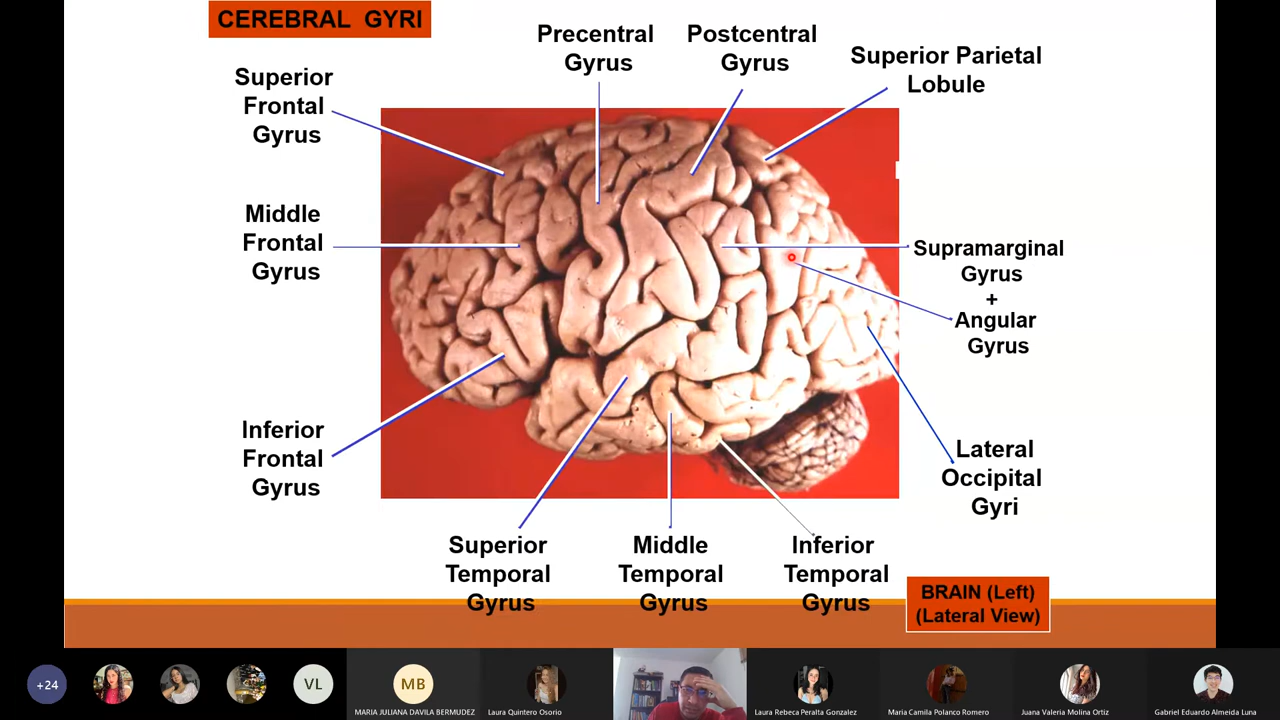 CEREBRAL GYRI
Precentral
Gyrus
Postcentral
Gyrus
Superior Parietal
Lobule
Superior
Frontal
Gyrus
Middle
Frontal
Gyrus
Supramarginal
Gyrus
+
Angular
Gyrus
Inferior
Frontal
Gyrus
Lateral
Occipital
Gyri
Superior
Temporal
Gyrus
Middle
Temporal
Gyrus
Inferior
Temporal
Gyrus
BRAIN (Left)
(Lateral View)
+24
VL
MB
MARIA JULIANA DAVILA BERMUDEZ
Laura Quintero Osorio
Laura Rebeca Peralta Gonzalez
Maria Camila Polanco Romero
Juana Valeria Molina Ortiz
Gabriel Eduardo Almeida Luna